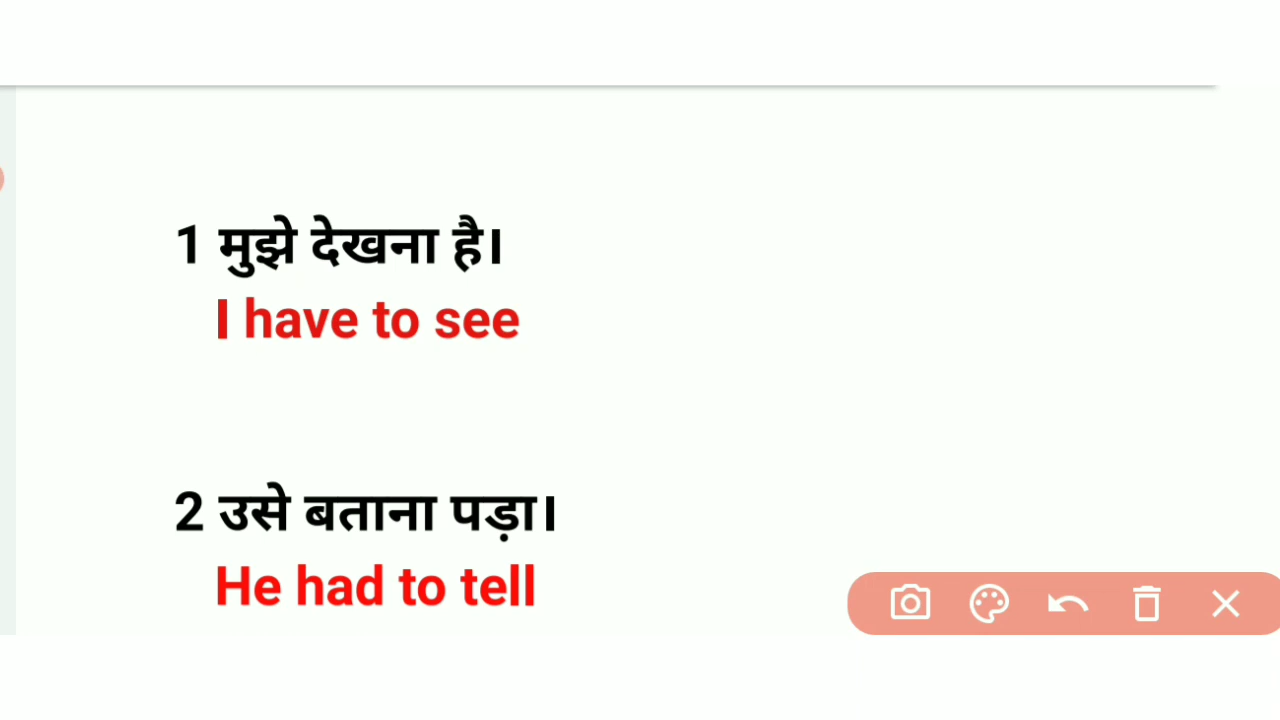 1 मुझे देखना है।
I have to see
2 उसे बताना पड़ा।
He had to tell